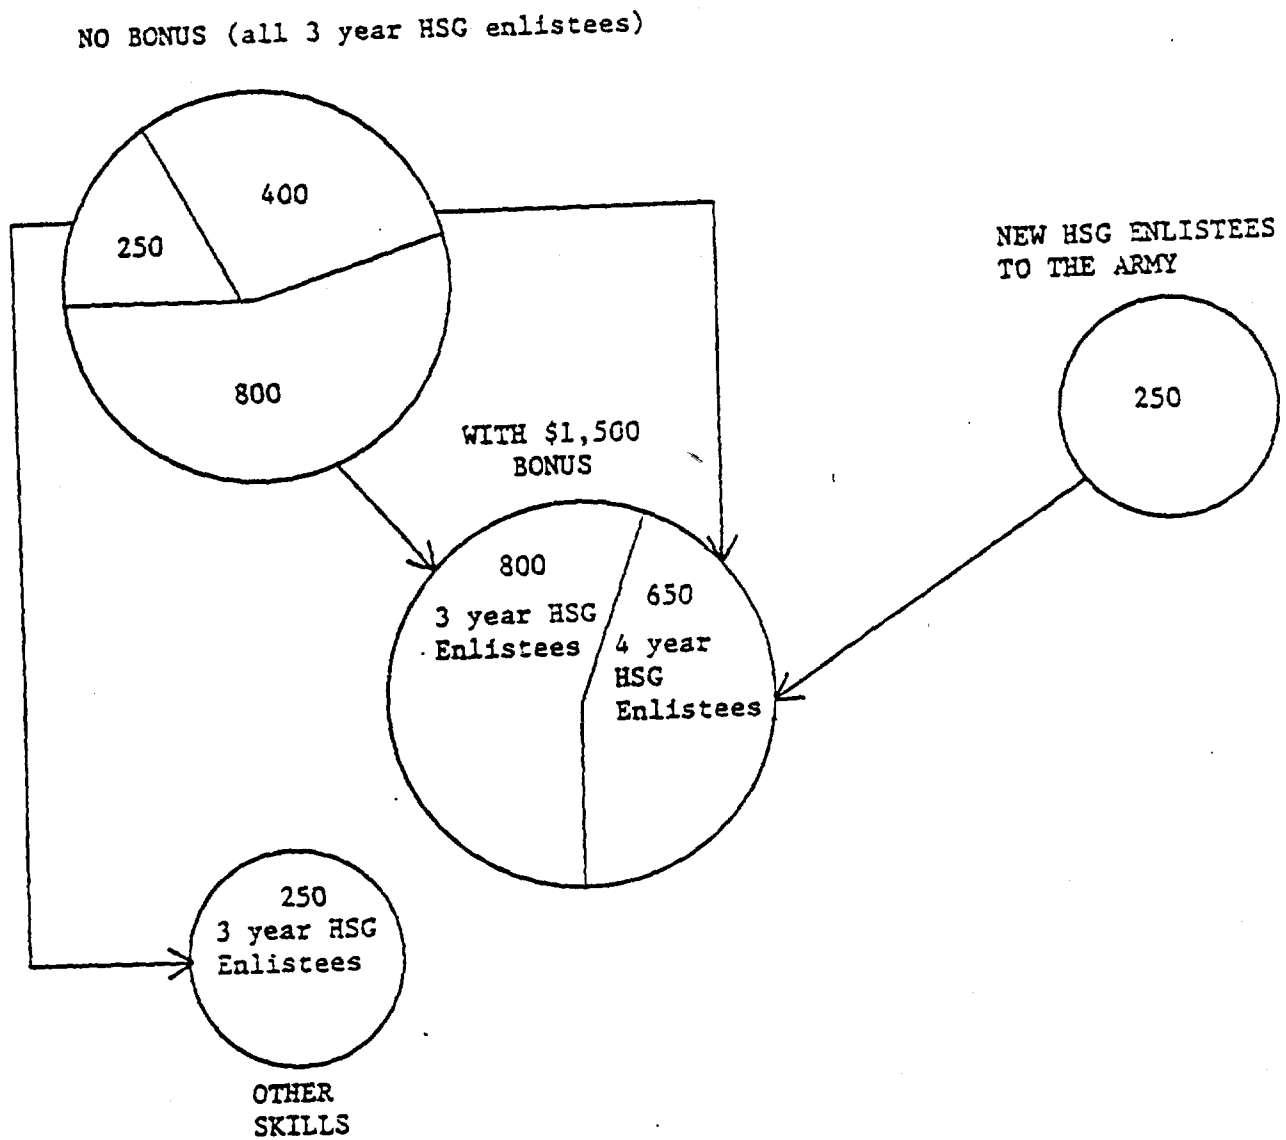 NO BONUS (all 3 year HSG enlistees)
400
250
800
NEW HSG ENLISTEES
TO THE ARMY
250
WITH $1,500
BONUS
800
3 year HSG
Enlistees
650
4 year
HSG
Enlistees
250
3 year HSG
Enlistees
OTHER
SKILLS